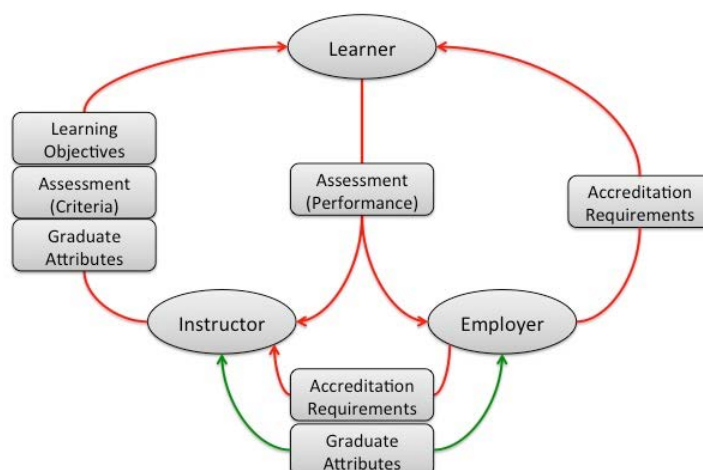 Learner
Learning
Objectives
Assessment
(Criteria)
Graduate
Attributes
Assessment
(Performance)
Accreditation
Requirements
Instructor
Employer
Accreditation
Requirements
Graduate
Attributes